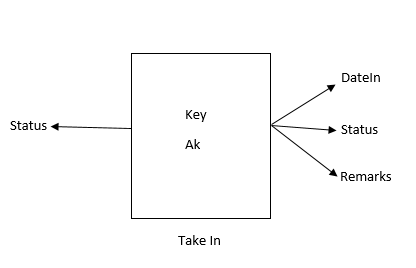 DateIn
Key
Status
Status
Ak
Remarks
Take In